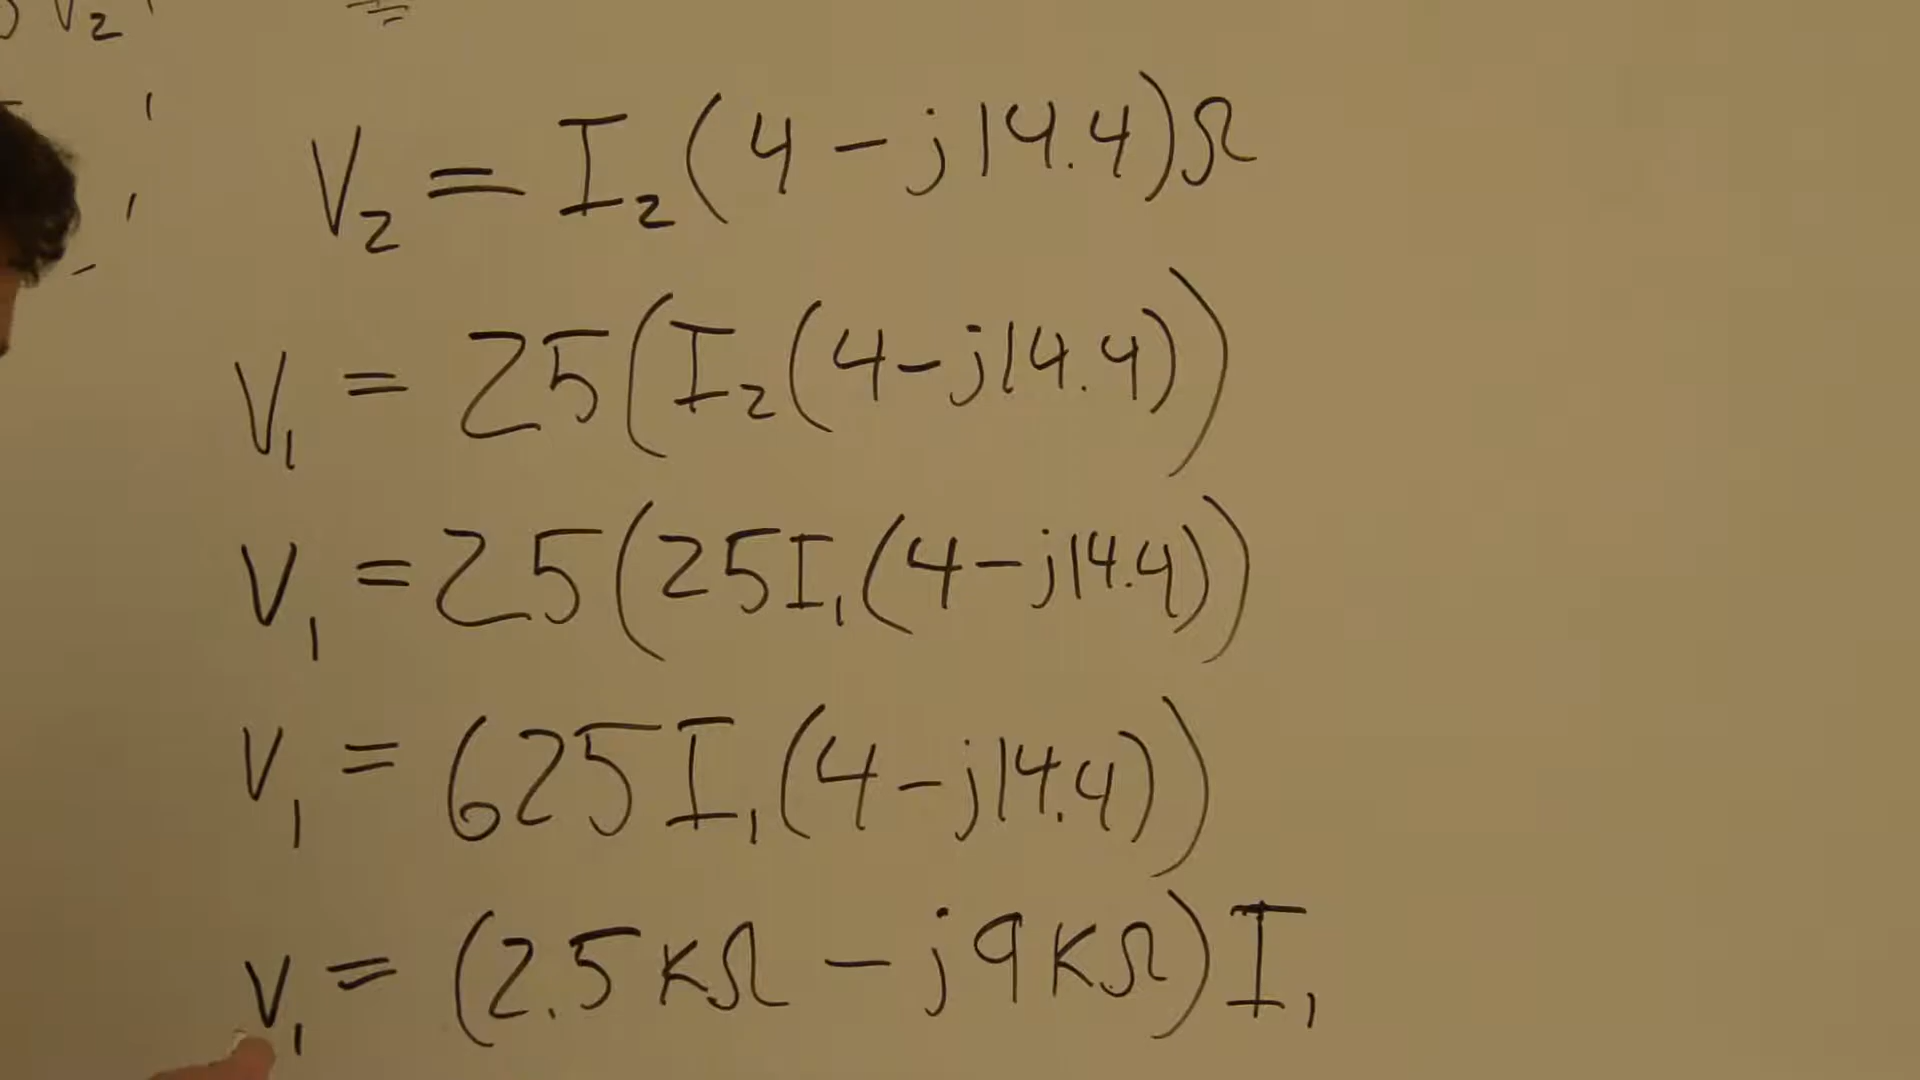 V₂
V₂ = I₂(4-j14.4)Ω
V₁ = 25(I₂(4-j14.4))
V₁ = 25(25I₁(4-j14.4))
V₁ = 625I₁(4-j14.4))
V₁ = (2.5kΩ - j9kΩ)I₁